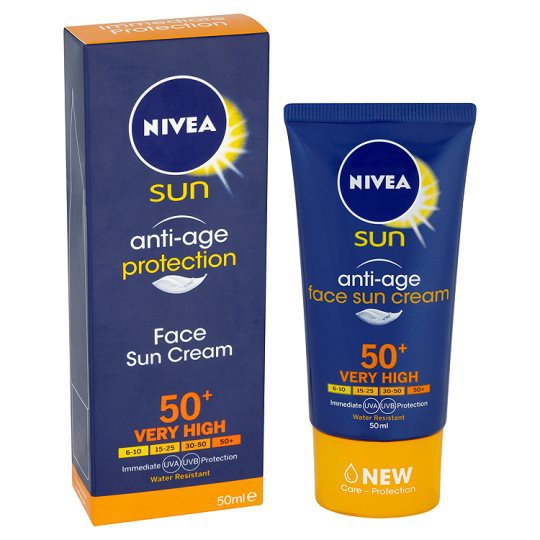 Immediate
Protection
NIVEA
sun
anti-age
protection
Face
Sun Cream
50+
VERY HIGH
6-10 15-25 30-50 50+
Immediate UVA UVB Protection
Water Resistant
50ml e
NIVEA
sun
anti-age
face sun cream
50+
VERY HIGH
6-10 15-25 30-50 50+
Immediate UVA UVB Protection
Water Resistant
50ml
NEW
Care - Protection